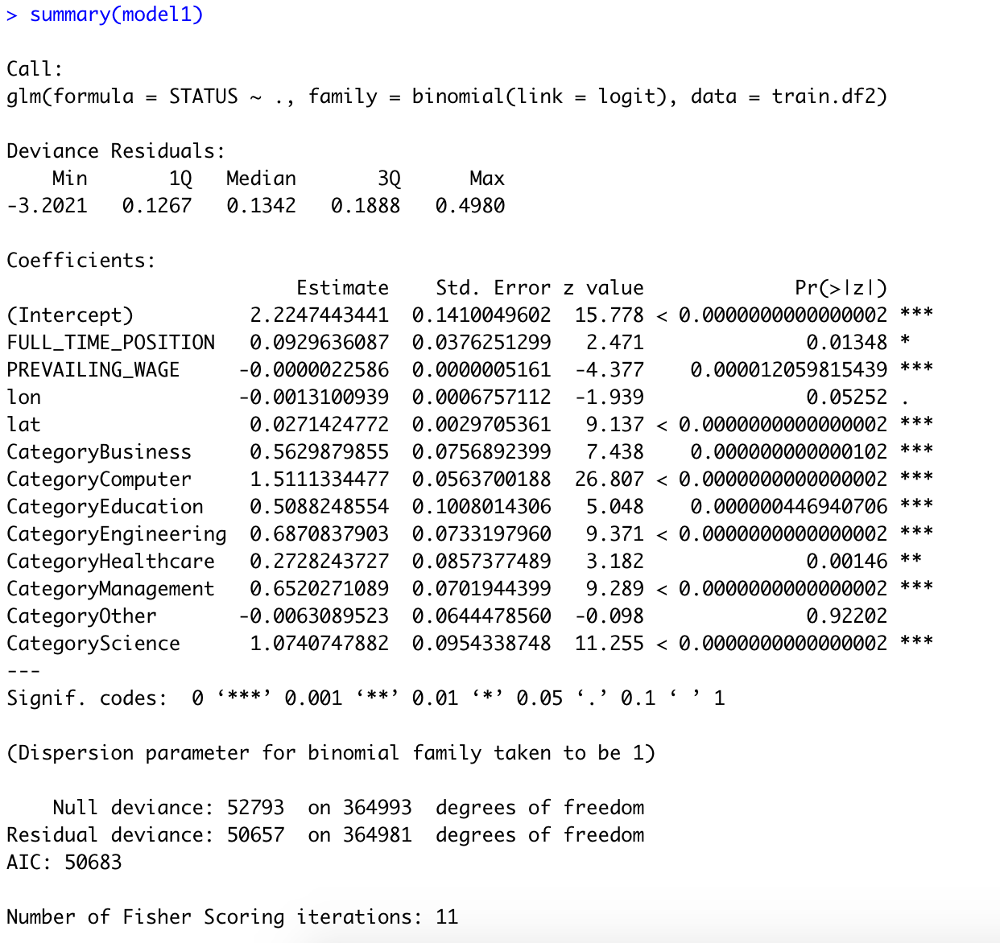 > summary(model1)
Call:
glm(formula = STATUS ~ ., family = binomial(link = logit), data = train.df2)
Deviance Residuals:
    Min       1Q   Median       3Q      Max
-3.2021   0.1267   0.1342   0.1888   0.4980
Coefficients:
                         Estimate    Std. Error z value             Pr(>|z|)
(Intercept)          2.2247443441  0.1410049602  15.778 < 0.0000000000000002 ***
FULL_TIME_POSITION   0.0929636087  0.0376251299   2.471              0.01348 *
PREVAILING_WAGE     -0.0000022586  0.0000005161  -4.377    0.000012059815439 ***
lon                 -0.0013100939  0.0006757112  -1.939              0.05252 .
lat                  0.0271424772  0.0029705361   9.137 < 0.0000000000000002 ***
CategoryBusiness     0.5629879855  0.0756892399   7.438    0.000000000000102 ***
CategoryComputer     1.5111334477  0.0563700188  26.807 < 0.0000000000000002 ***
CategoryEducation    0.5088248554  0.1008014306   5.048    0.000000446940706 ***
CategoryEngineering  0.6870837903  0.0733197960   9.371 < 0.0000000000000002 ***
CategoryHealthcare   0.2728243727  0.0857377489   3.182              0.00146 **
CategoryManagement   0.6520271089  0.0701944399   9.289 < 0.0000000000000002 ***
CategoryOther       -0.0063089523  0.0644478560  -0.098              0.92202
CategoryScience      1.0740747882  0.0954338748  11.255 < 0.0000000000000002 ***
---
Signif. codes:  0 ‘***’ 0.001 ‘**’ 0.01 ‘*’ 0.05 ‘.’ 0.1 ‘ ’ 1
(Dispersion parameter for binomial family taken to be 1)
    Null deviance: 52793  on 364993  degrees of freedom
Residual deviance: 50657  on 364981  degrees of freedom
AIC: 50683
Number of Fisher Scoring iterations: 11